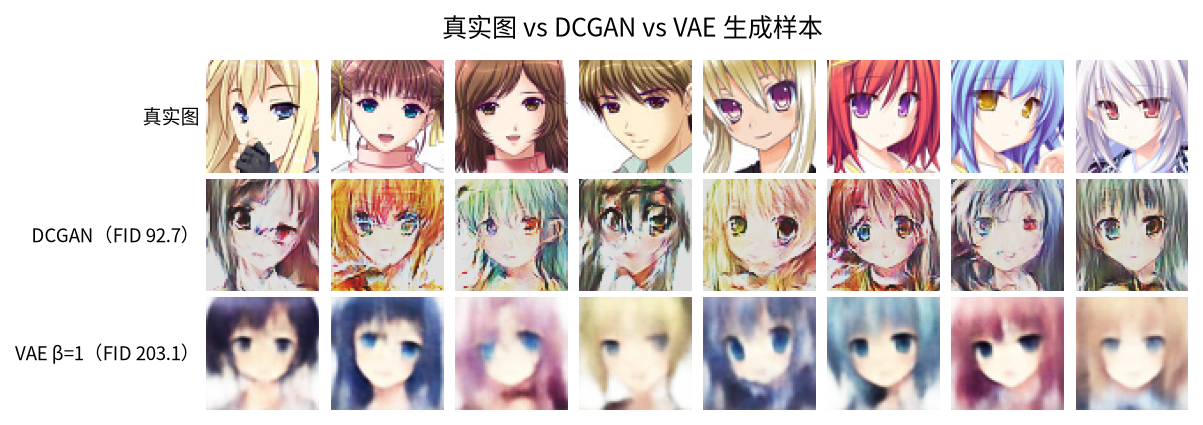 真实图 vs DCGAN vs VAE 生成样本
真实图
DCGAN（FID 92.7）
VAE β=1（FID 203.1）